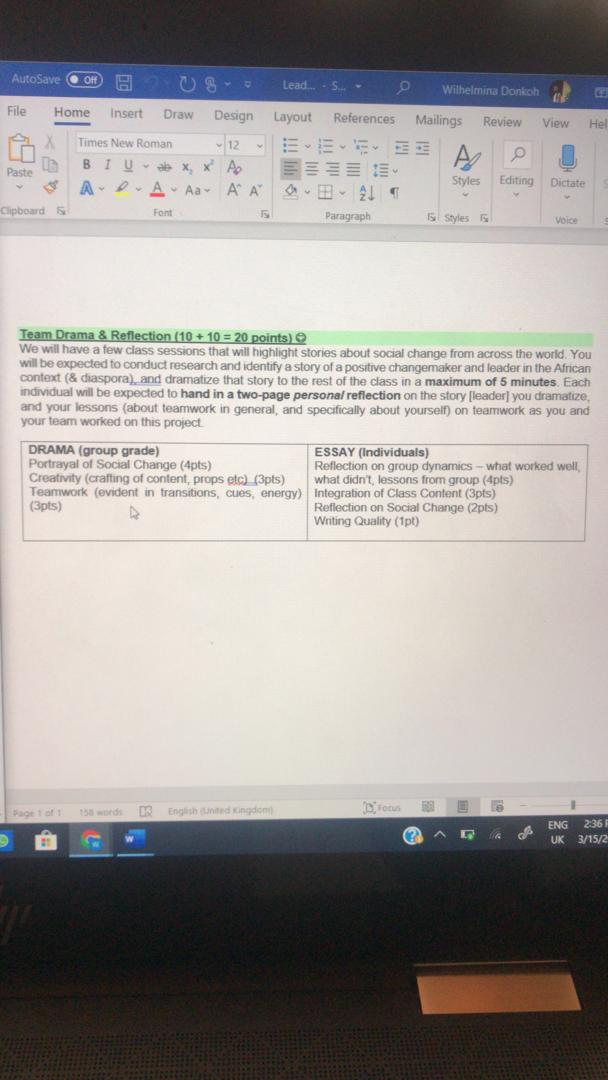 AutoSave Off Lead... - S... Wilhelmina Donkoh
File Home Insert Draw Design Layout References Mailings Review View Hel
Times New Roman 12
Paste B I U ab x₂ x² A Styles Editing Dictate
A A Aa A A
Clipboard Font Paragraph Styles Voice
Team Drama & Reflection (10 + 10 = 20 points) ☺
We will have a few class sessions that will highlight stories about social change from across the world. You
will be expected to conduct research and identify a story of a positive changemaker and leader in the African
context (& diaspora), and dramatize that story to the rest of the class in a maximum of 5 minutes. Each
individual will be expected to hand in a two-page personal reflection on the story [leader] you dramatize,
and your lessons (about teamwork in general, and specifically about yourself) on teamwork as you and
your team worked on this project.
DRAMA (group grade)
Portrayal of Social Change (4pts)
Creativity (crafting of content, props etc) (3pts)
Teamwork (evident in transitions, cues, energy)
(3pts)
ESSAY (Individuals)
Reflection on group dynamics – what worked well,
what didn't, lessons from group (4pts)
Integration of Class Content (3pts)
Reflection on Social Change (2pts)
Writing Quality (1pt)
Page 1 of 1 158 words English (United Kingdom) Focus
ENG 2:36 P
UK 3/15/2